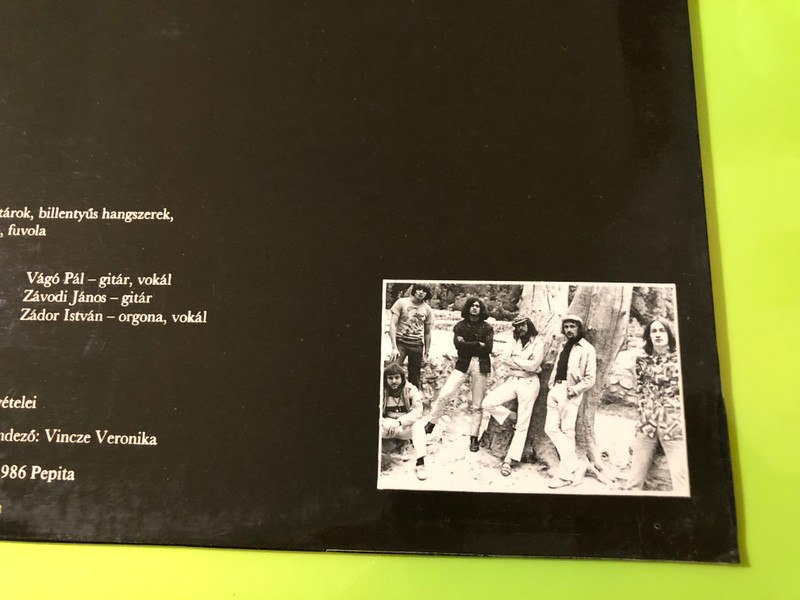 tárok, billentyűs hangszerek,
, fuvola
Vágó Pál – gitár, vokál
Závodi János – gitár
Zádor István – orgona, vokál
vételei
ndező: Vincze Veronika
986 Pepita